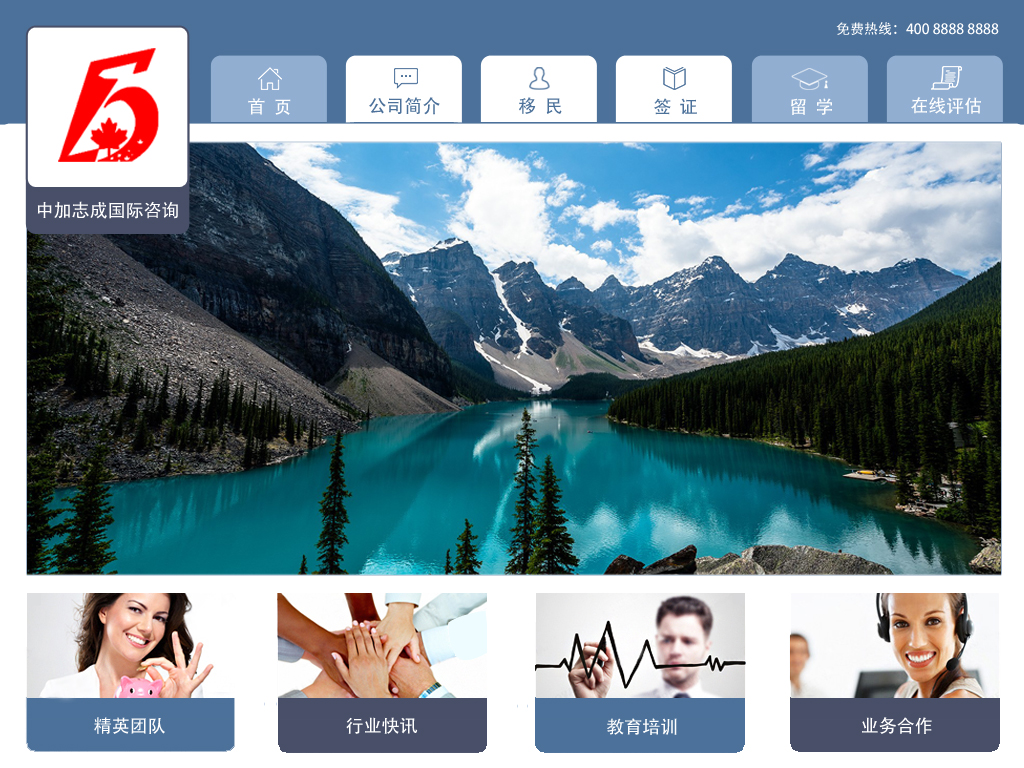 免费热线：400 8888 8888
首 页
公司简介
移 民
签 证
留 学
在线评估
中加志成国际咨询
精英团队
行业快讯
教育培训
业务合作